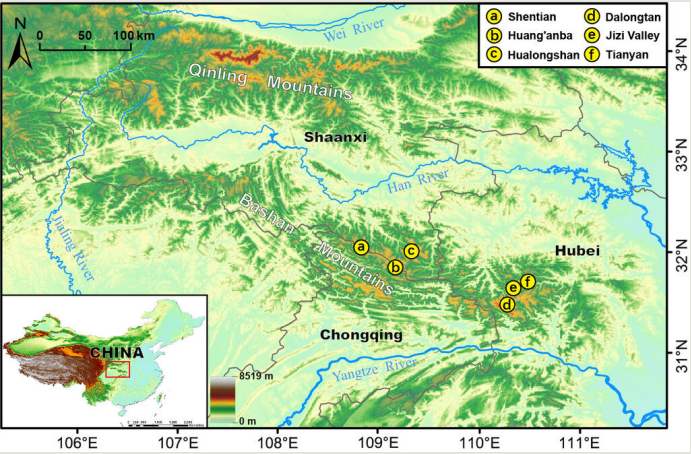 N
0 50 100 km
a Shentian
b Huang'anba
c Hualongshan
d Dalongtan
e Jizi Valley
f Tianyan
Wei River
34°N
Qinling Mountains
Shaanxi
33°N
Han River
Jialing River
Bashan
Mountains
a
b
c
Hubei
32°N
d
e
f
CHINA
Chongqing
Yangtze River
31°N
8519 m
0 m
106°E 107°E 108°E 109°E 110°E 111°E